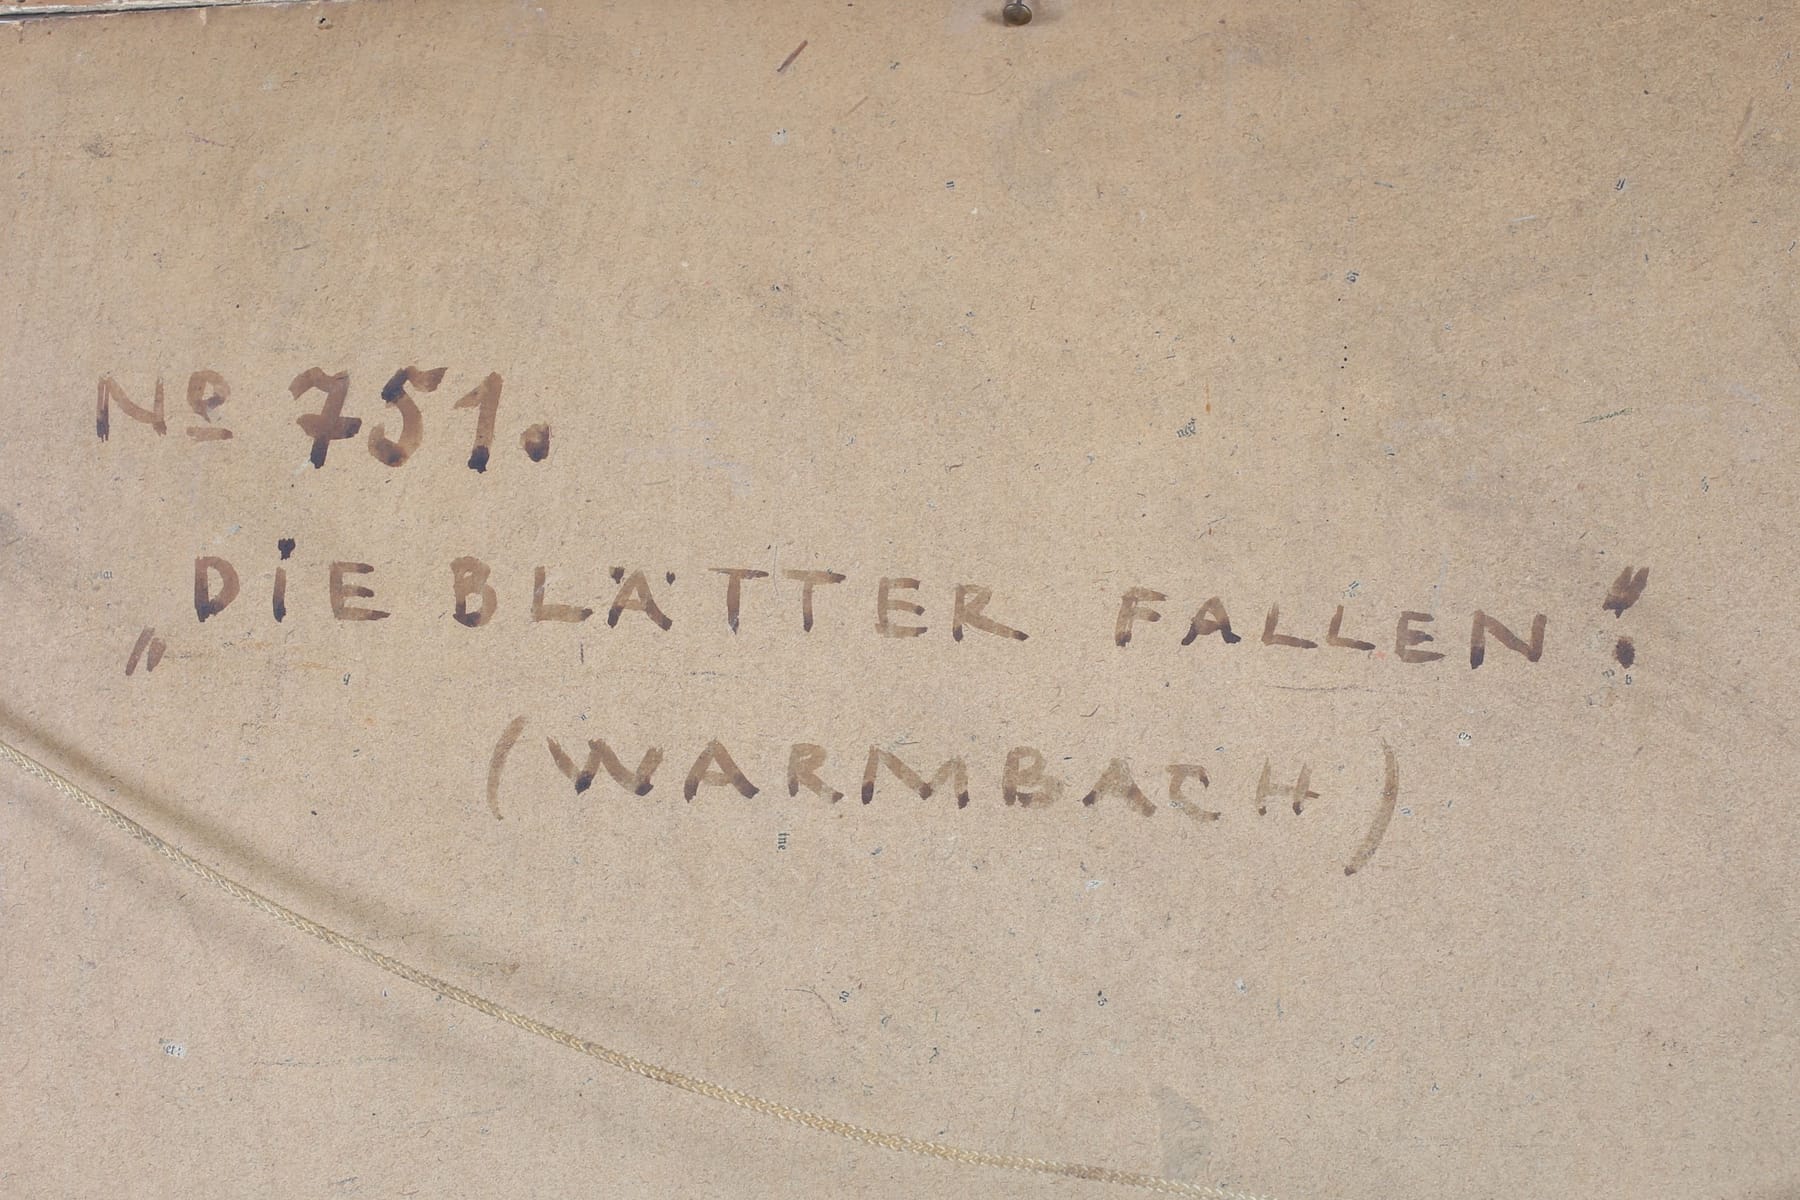 Nº 751.
„DiE BLÄTTER FALLEN“.
(WARMBACH)